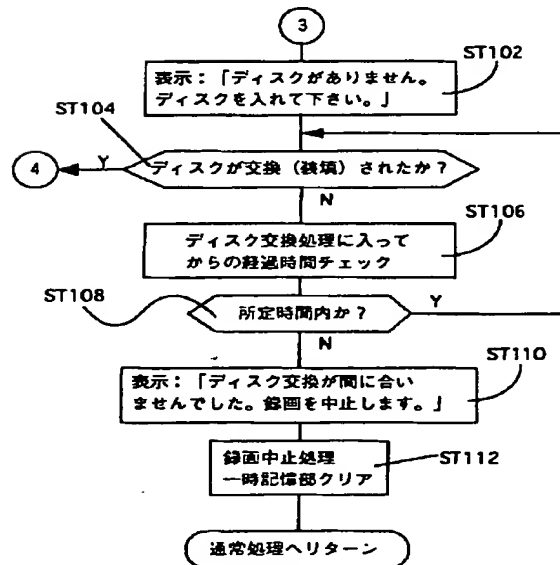 3
ST102
表示：「ディスクがありません。
ディスクを入れて下さい。」
ST104
4
Y
ディスクが交換（装填）されたか？
N
ST106
ディスク交換処理に入って
からの経過時間チェック
ST108
所定時間内か？
Y
N
ST110
表示：「ディスク交換が間に合い
ませんでした。録画を中止します。」
録画中止処理
一時記憶部クリア
ST112
通常処理へリターン